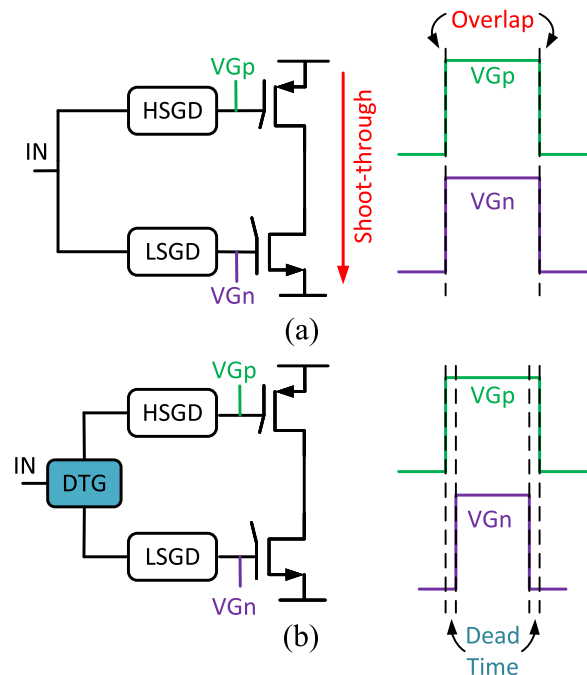 Overlap
VGp
VGp
HSGD
IN
Shoot-through
VGn
LSGD
VGn
(a)
VGp
VGp
HSGD
IN
DTG
VGn
LSGD
VGn
(b)
Dead
Time